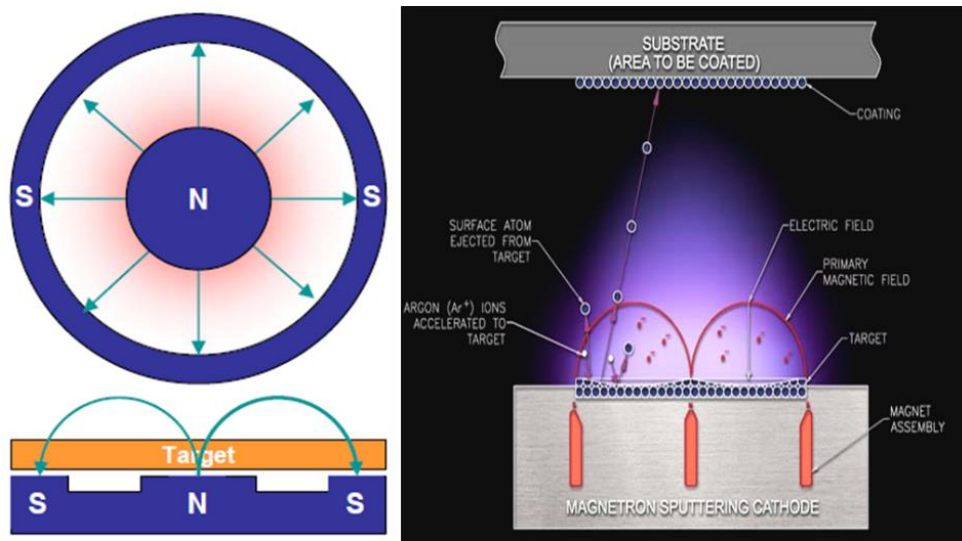 S
N
S
Target
S
N
S
SUBSTRATE
(AREA TO BE COATED)
COATING
SURFACE ATOM
EJECTED FROM
TARGET
ELECTRIC FIELD
PRIMARY
MAGNETIC FIELD
ARGON (Ar⁺) IONS
ACCELERATED TO
TARGET
TARGET
MAGNET
ASSEMBLY
MAGNETRON SPUTTERING CATHODE